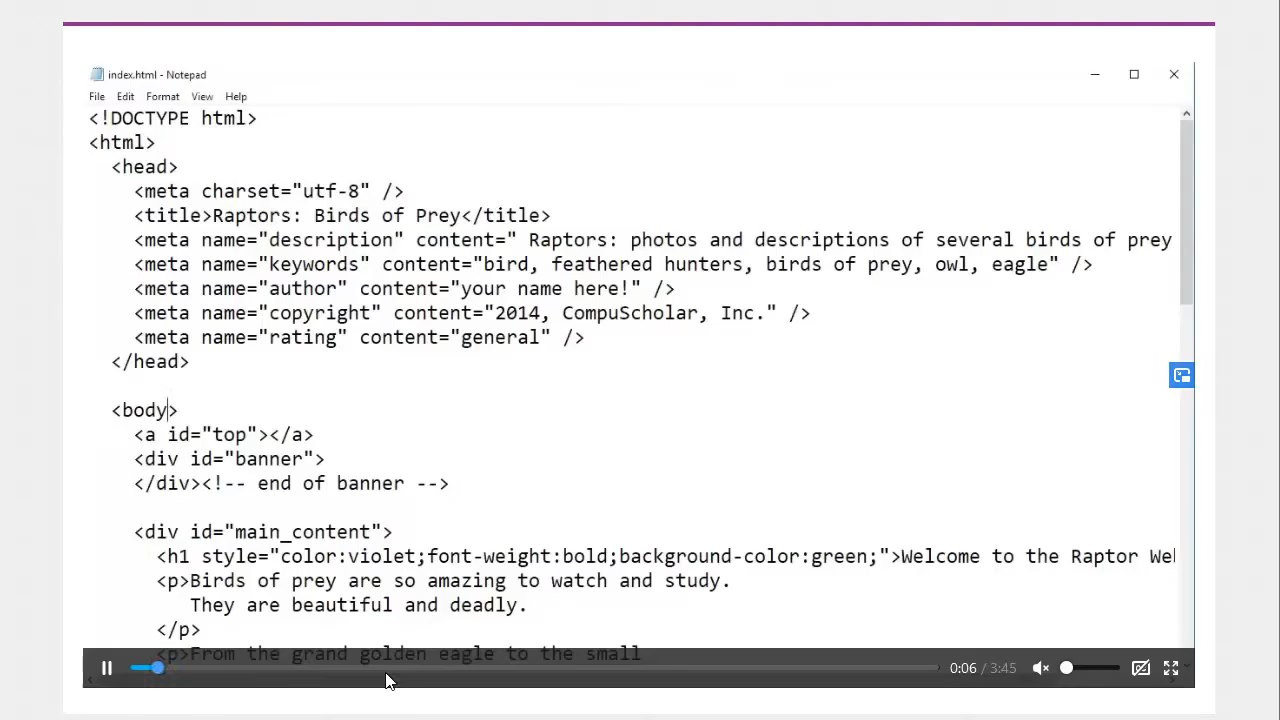 index.html - Notepad
File Edit Format View Help
<!DOCTYPE html>
<html>
<head>
<meta charset="utf-8" />
<title>Raptors: Birds of Prey</title>
<meta name="description" content=" Raptors: photos and descriptions of several birds of prey
<meta name="keywords" content="bird, feathered hunters, birds of prey, owl, eagle" />
<meta name="author" content="your name here!" />
<meta name="copyright" content="2014, CompuScholar, Inc." />
<meta name="rating" content="general" />
</head>
<body>
<a id="top"></a>
<div id="banner">
</div><!-- end of banner -->
<div id="main_content">
<h1 style="color:violet;font-weight:bold;background-color:green;">Welcome to the Raptor We
<p>Birds of prey are so amazing to watch and study.
They are beautiful and deadly.
</p>
<p>From the grand golden eagle to the small
0:06 / 3:45